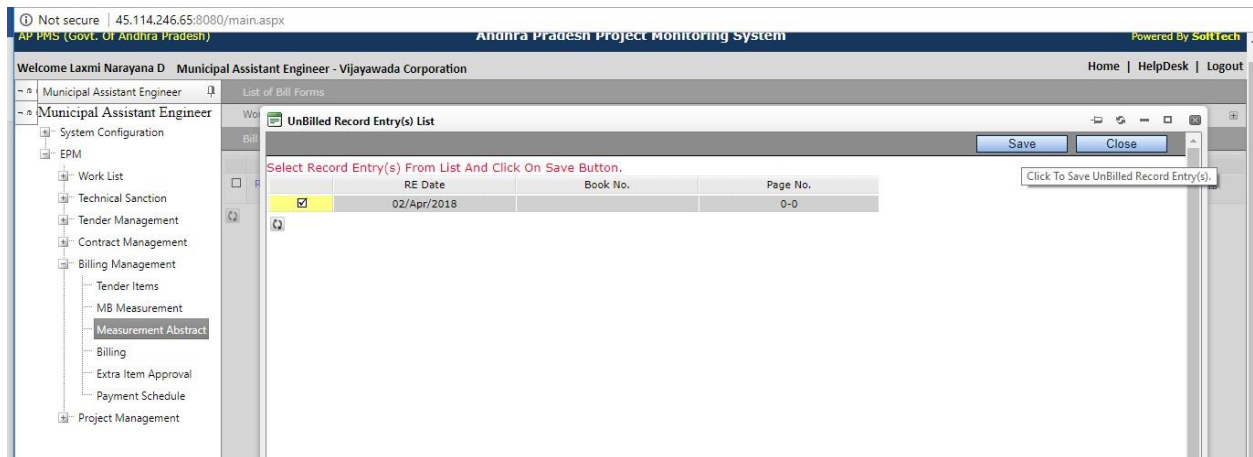 Not secure | 45.114.246.65:8080/main.aspx
AP PMS (Govt. Of Andhra Pradesh) Andhra Pradesh Project Monitoring System Powered By SoftTech
Welcome Laxmi Narayana D Municipal Assistant Engineer - Vijayawada Corporation Home | HelpDesk | Logout
Municipal Assistant Engineer List of Bill Forms
Municipal Assistant Engineer
UnBilled Record Entry(s) List
System Configuration
Bill
Save Close
EPM
Select Record Entry(s) From List And Click On Save Button.
Work List
RE Date Book No. Page No.
Click To Save UnBilled Record Entry(s).
Technical Sanction
02/Apr/2018 0-0
Tender Management
Contract Management
Billing Management
Tender Items
MB Measurement
Measurement Abstract
Billing
Extra Item Approval
Payment Schedule
Project Management